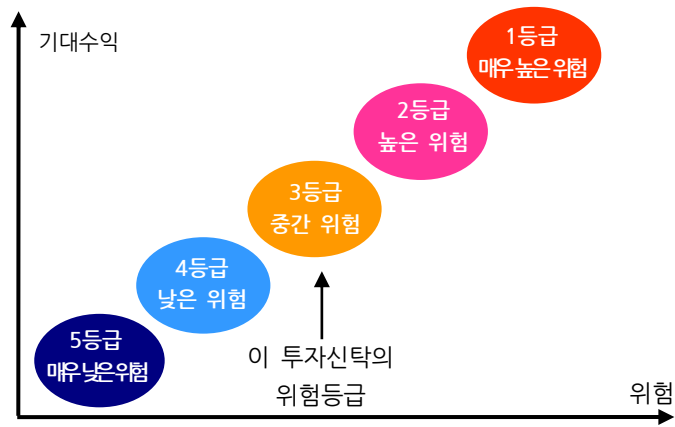 기대수익
1등급
매우 높은 위험
2등급
높은 위험
3등급
중간 위험
4등급
낮은 위험
5등급
매우 낮은 위험
이 투자신탁의
위험등급
위험